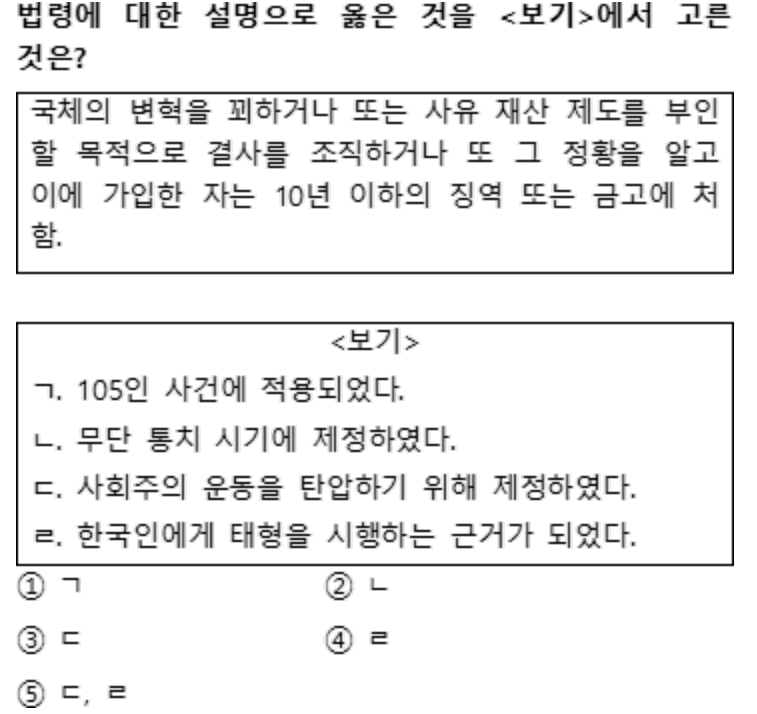 법령에 대한 설명으로 옳은 것을 <보기>에서 고른
것은?
국체의 변혁을 꾀하거나 또는 사유 재산 제도를 부인
할 목적으로 결사를 조직하거나 또 그 정황을 알고
이에 가입한 자는 10년 이하의 징역 또는 금고에 처
함.
<보기>
ㄱ. 105인 사건에 적용되었다.
ㄴ. 무단 통치 시기에 제정하였다.
ㄷ. 사회주의 운동을 탄압하기 위해 제정하였다.
ㄹ. 한국인에게 태형을 시행하는 근거가 되었다.
① ㄱ ② ㄴ
③ ㄷ ④ ㄹ
⑤ ㄷ, ㄹ